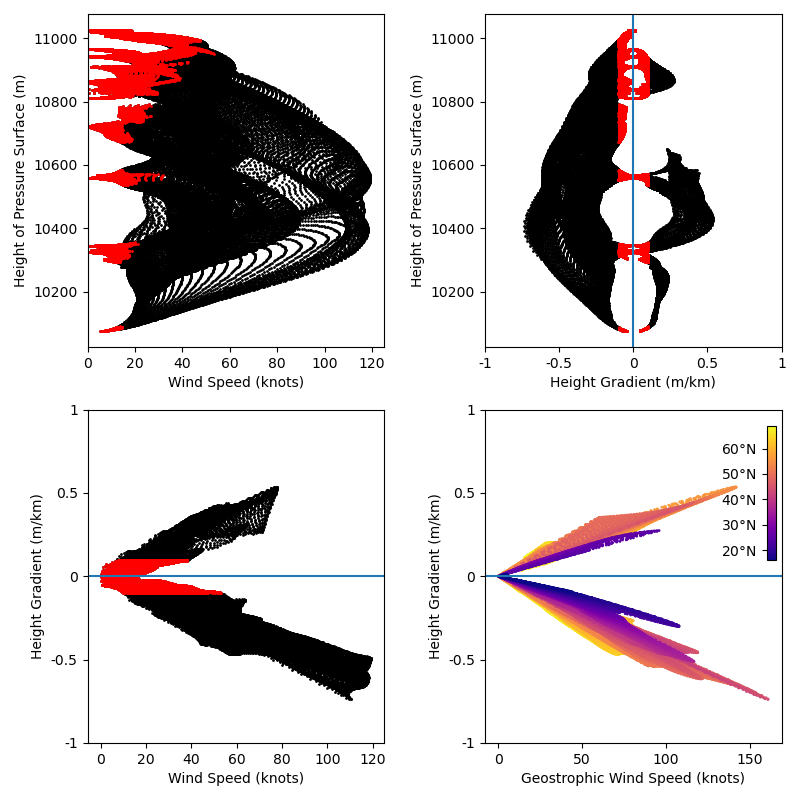 11000
10800
10600
10400
10200
Height of Pressure Surface (m)
0 20 40 60 80 100 120
Wind Speed (knots)
11000
10800
10600
10400
10200
Height of Pressure Surface (m)
-1 -0.5 0 0.5 1
Height Gradient (m/km)
1
0.5
0
-0.5
-1
Height Gradient (m/km)
0 20 40 60 80 100 120
Wind Speed (knots)
1
0.5
0
-0.5
-1
Height Gradient (m/km)
60°N
50°N
40°N
30°N
20°N
0 50 100 150
Geostrophic Wind Speed (knots)